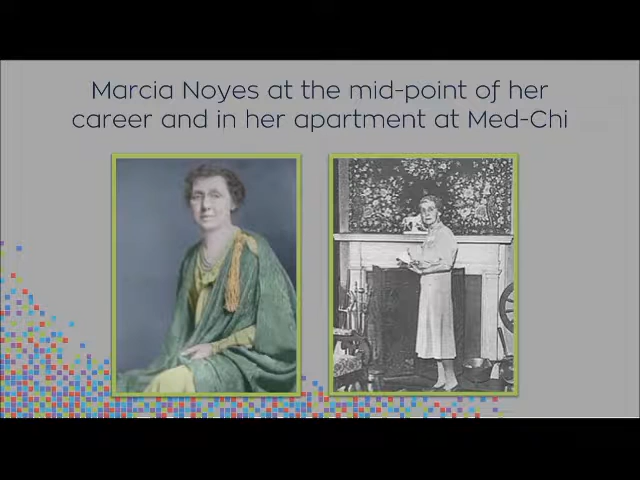 Marcia Noyes at the mid-point of her
career and in her apartment at Med-Chi